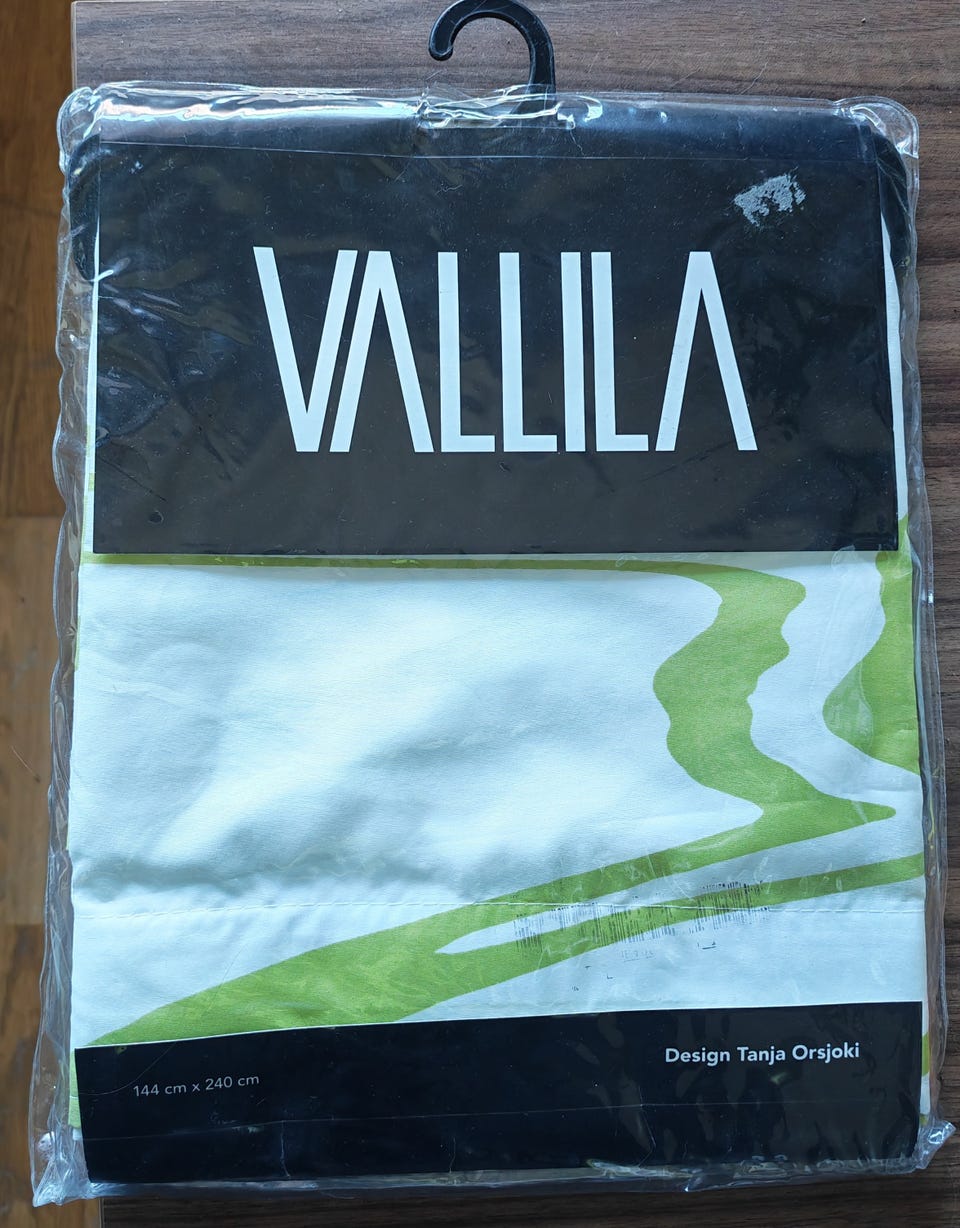 VALLILA
Design Tanja Orsjoki
144 cm x 240 cm